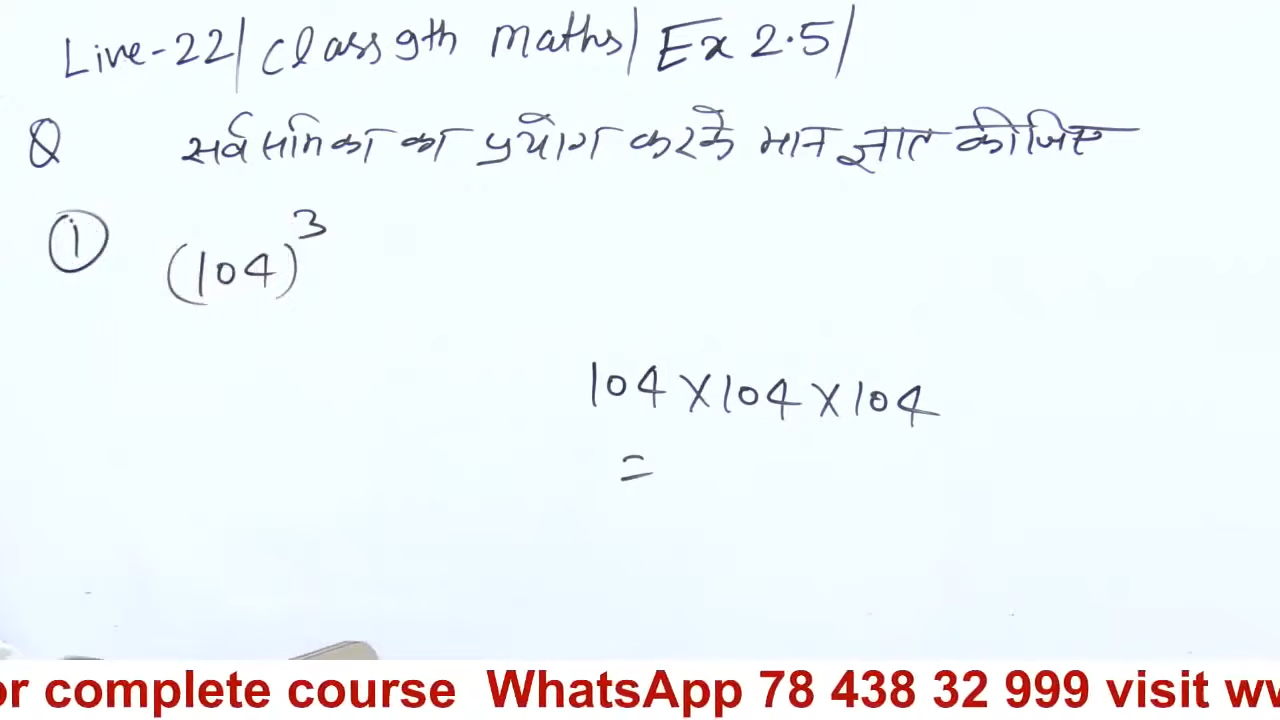 Live-22| Class 9th maths| Ex 2.5|
Q सर्वसमिका का प्रयोग करके मान ज्ञात कीजिए
① (104)³
104 X 104 X 104
=
or complete course WhatsApp 78 438 32 999 visit w